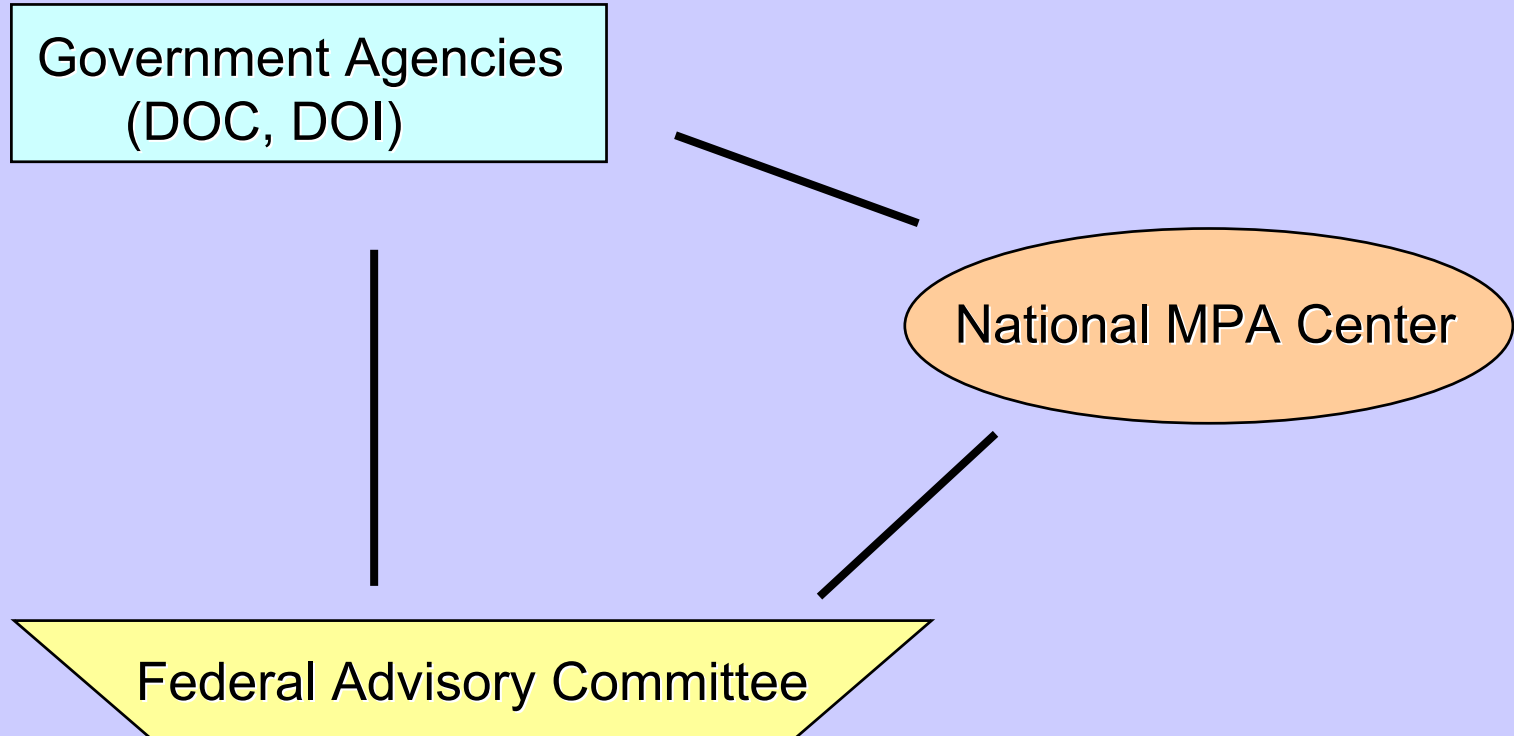 Government Agencies
(DOC, DOI)
National MPA Center
Federal Advisory Committee